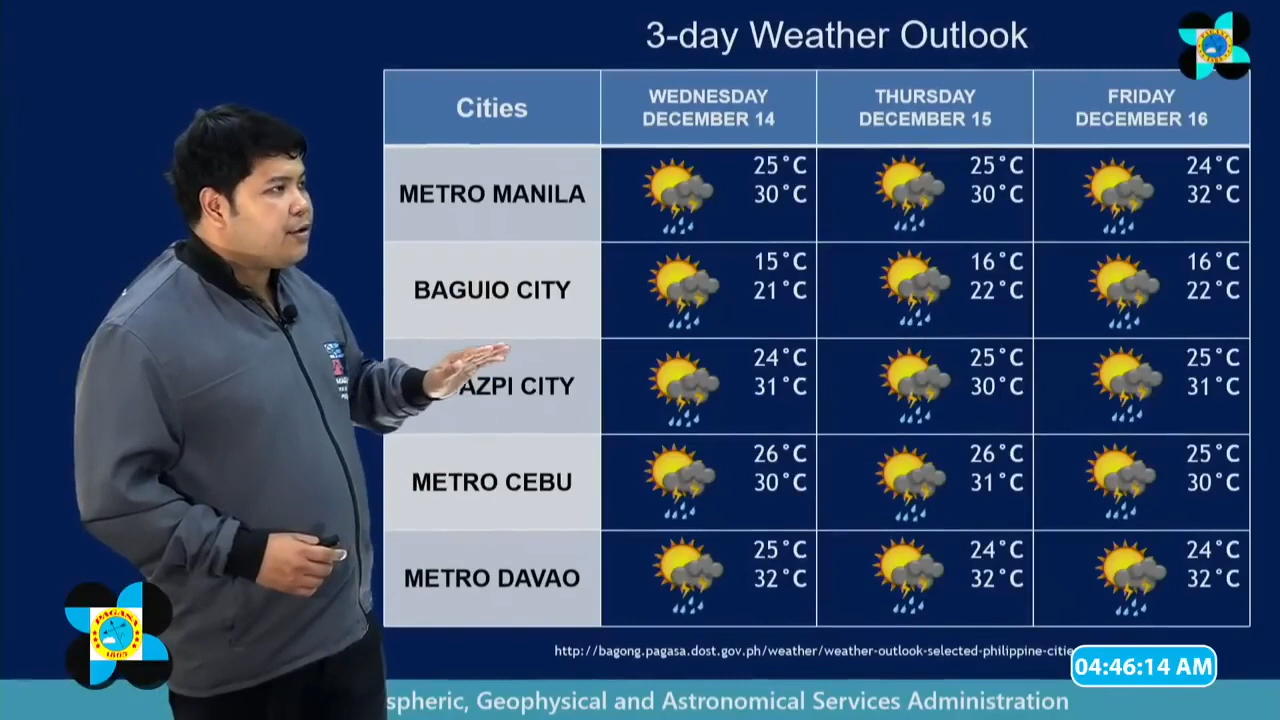 3-day Weather Outlook
Cities
WEDNESDAY
DECEMBER 14
THURSDAY
DECEMBER 15
FRIDAY
DECEMBER 16
METRO MANILA
25°C
30°C
25°C
30°C
24°C
32°C
BAGUIO CITY
15°C
21°C
16°C
22°C
16°C
22°C
AZPI CITY
24°C
31°C
25°C
30°C
25°C
31°C
METRO CEBU
26°C
30°C
26°C
31°C
25°C
30°C
METRO DAVAO
25°C
32°C
24°C
32°C
24°C
32°C
http://bagong.pagasa.dost.gov.ph/weather/weather-outlook-selected-philippine-citie
04:46:14 AM
spheric, Geophysical and Astronomical Services Administration
PAGASA
1865